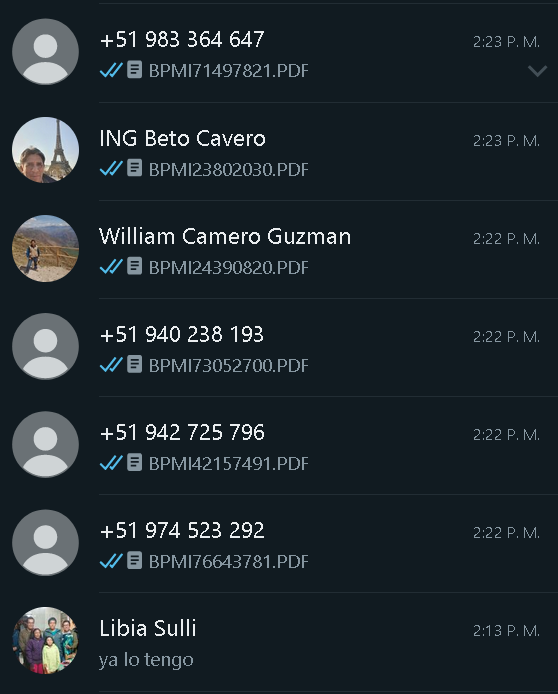 +51 983 364 647
2:23 P. M.
BPMI71497821.PDF
ING Beto Cavero
2:23 P. M.
BPMI23802030.PDF
William Camero Guzman
2:22 P. M.
BPMI24390820.PDF
+51 940 238 193
2:22 P. M.
BPMI73052700.PDF
+51 942 725 796
2:22 P. M.
BPMI42157491.PDF
+51 974 523 292
2:22 P. M.
BPMI76643781.PDF
Libia Sulli
2:13 P. M.
ya lo tengo